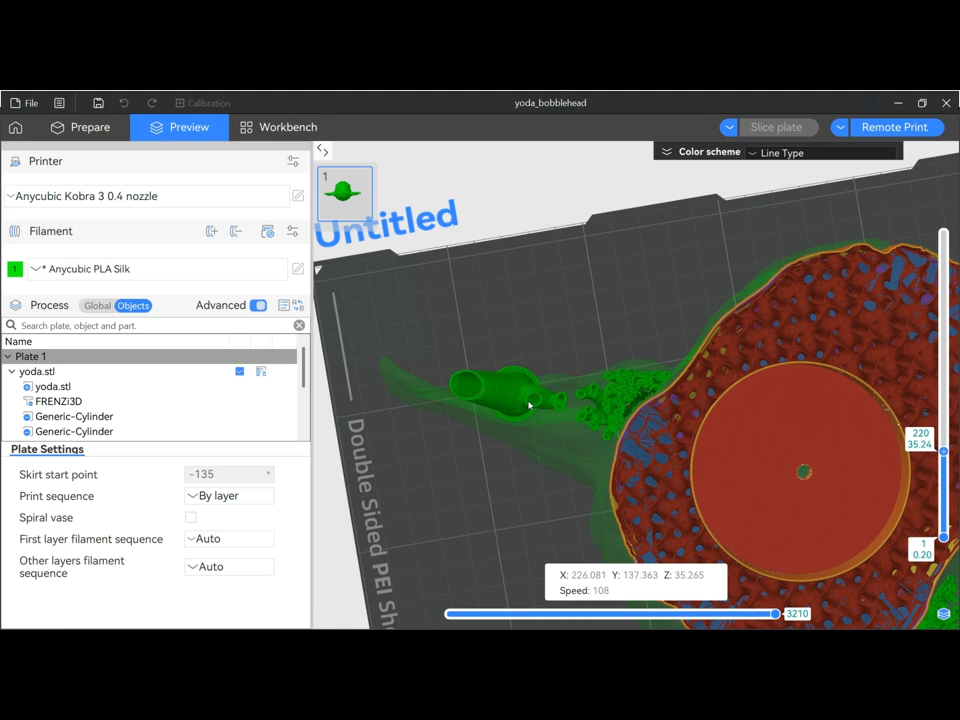 File
Calibration
yoda_bobblehead
Prepare
Preview
Workbench
Slice plate
Remote Print
Printer
Color scheme
Line Type
1
Anycubic Kobra 3 0.4 nozzle
Untitled
Filament
1
* Anycubic PLA Silk
Process
Global
Objects
Advanced
Search plate, object and part.
Name
Plate 1
yoda.stl
yoda.stl
FRENZi3D
Generic-Cylinder
Generic-Cylinder
Plate Settings
Skirt start point
-135
°
Print sequence
By layer
Spiral vase
First layer filament sequence
Auto
Other layers filament
sequence
Auto
Double Sided PEI Sh
220
35.24
1
0.20
X: 226.081 Y: 137.363 Z: 35.265
Speed: 108
3210